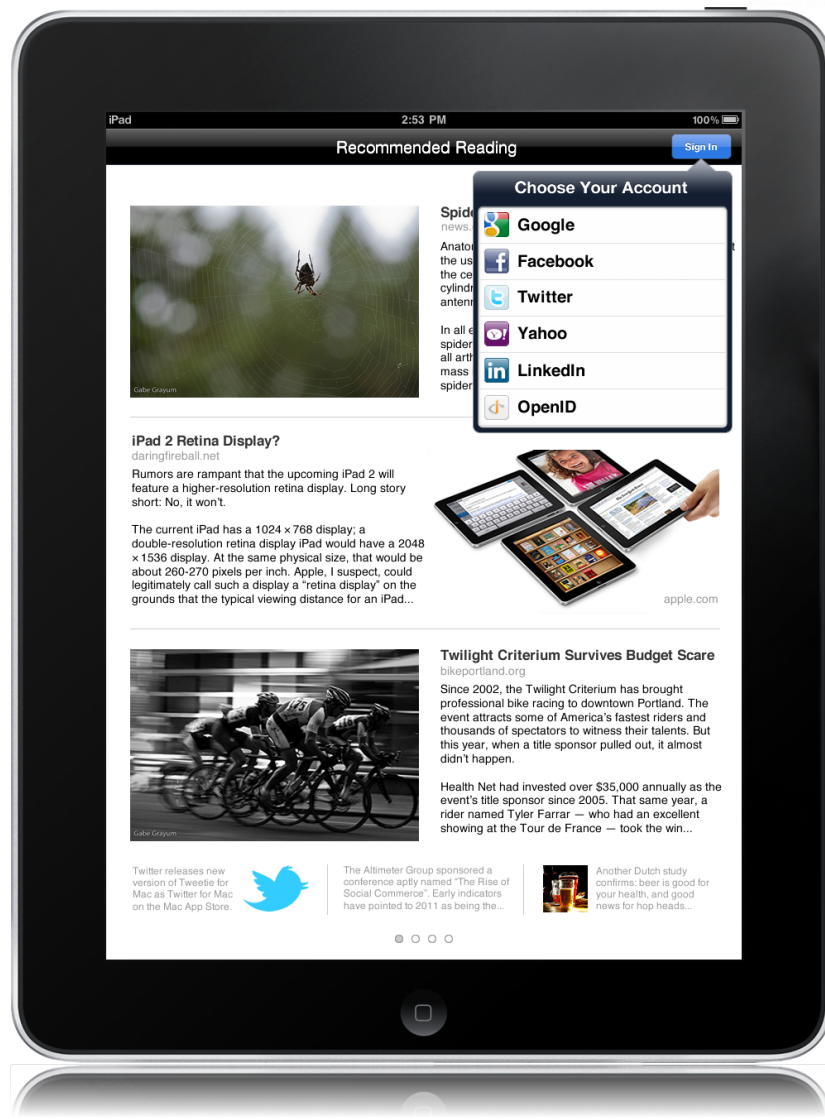 iPad 2:53 PM 100%
Recommended Reading
Sign In
Choose Your Account
Google
Facebook
Twitter
Yahoo
LinkedIn
OpenID
news.
the us
the ce
cylindr
In all e
spider
mass
spider
Gabe Grayum
iPad 2 Retina Display?
daringfireball.net
Rumors are rampant that the upcoming iPad 2 will
feature a higher-resolution retina display. Long story
short: No, it won't.
The current iPad has a 1024 × 768 display; a
double-resolution retina display iPad would have a 2048
× 1536 display. At the same physical size, that would be
about 260-270 pixels per inch. Apple, I suspect, could
legitimately call such a display a “retina display” on the
grounds that the typical viewing distance for an iPad...
apple.com
Gabe Grayum
Twilight Criterium Survives Budget Scare
bikeportland.org
Since 2002, the Twilight Criterium has brought
professional bike racing to downtown Portland. The
event attracts some of America's fastest riders and
thousands of spectators to witness their talents. But
this year, when a title sponsor pulled out, it almost
didn't happen.
Health Net had invested over $35,000 annually as the
event's title sponsor since 2005. That same year, a
rider named Tyler Farrar — who had an excellent
showing at the Tour de France — took the win...
Twitter releases new
version of Tweetie for
Mac as Twitter for Mac
on the Mac App Store.
The Altimeter Group sponsored a
conference aptly named “The Rise of
Social Commerce”. Early indicators
have pointed to 2011 as being the...
Another Dutch study
confirms: beer is good for
your health, and good
news for hop heads...